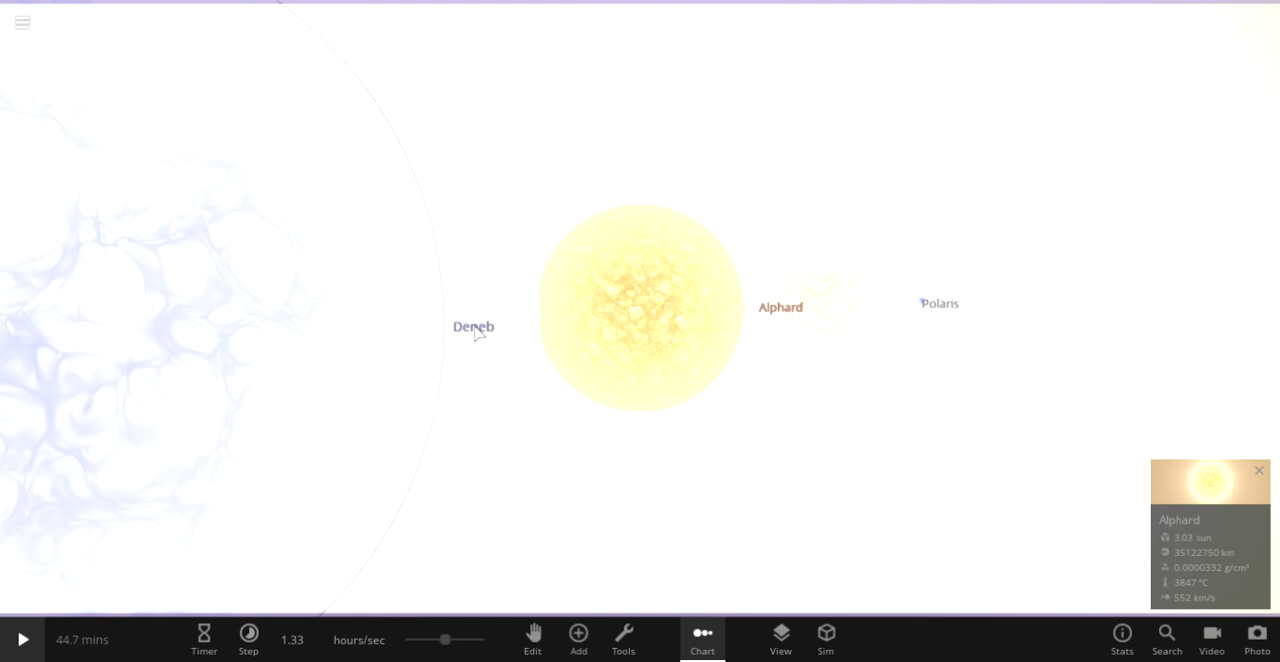 Deneb
Alphard
Polaris
Alphard
3.03 sun
35122750 km
0.0000332 g/cm³
3847 °C
552 km/s
44.7 mins
Timer
Step
1.33
hours/sec
Edit
Add
Tools
Chart
View
Sim
Stats
Search
Video
Photo